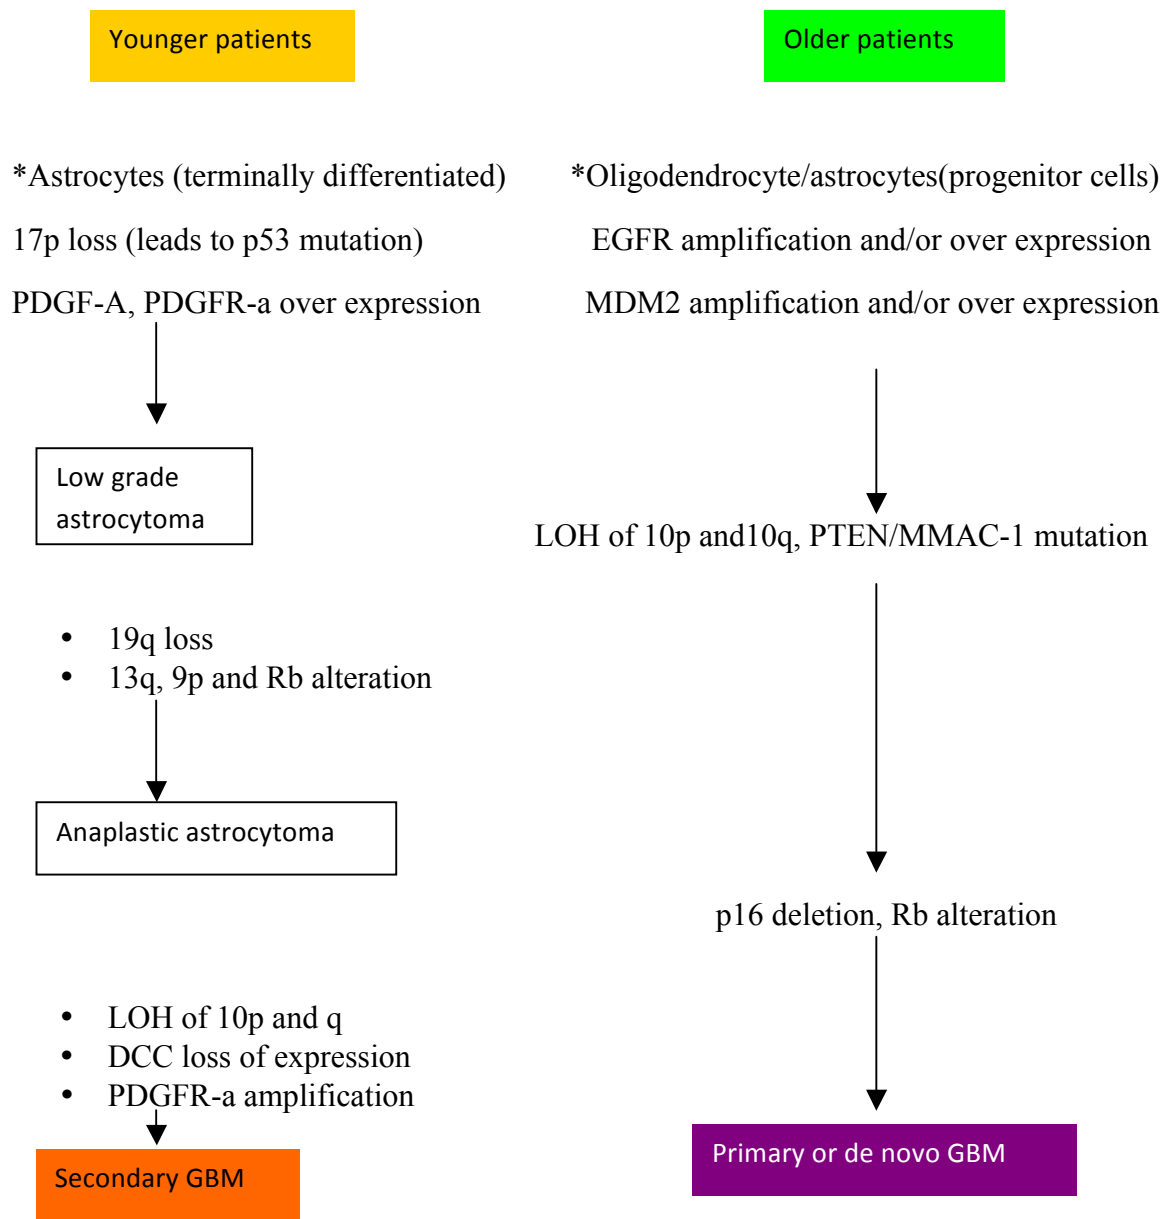 Younger patients
*Astrocytes (terminally differentiated)
17p loss (leads to p53 mutation)
PDGF-A, PDGFR-a over expression
Low grade
astrocytoma
• 19q loss
• 13q, 9p and Rb alteration
Anaplastic astrocytoma
• LOH of 10p and q
• DCC loss of expression
• PDGFR-a amplification
Secondary GBM
Older patients
*Oligodendrocyte/astrocytes(progenitor cells)
EGFR amplification and/or over expression
MDM2 amplification and/or over expression
LOH of 10p and10q, PTEN/MMAC-1 mutation
p16 deletion, Rb alteration
Primary or de novo GBM